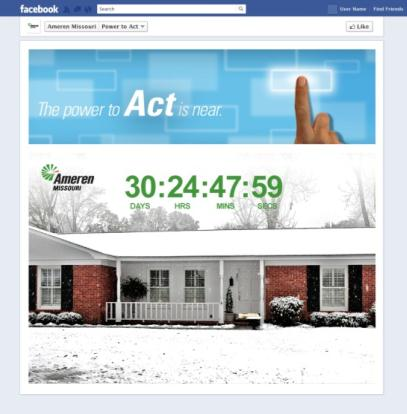 facebook
Search
User Name
Find Friends
Ameren Missouri
Power to Act
Like
The power to Act is near.
Ameren
MISSOURI
30:24:47:59
DAYS HRS MINS SECS